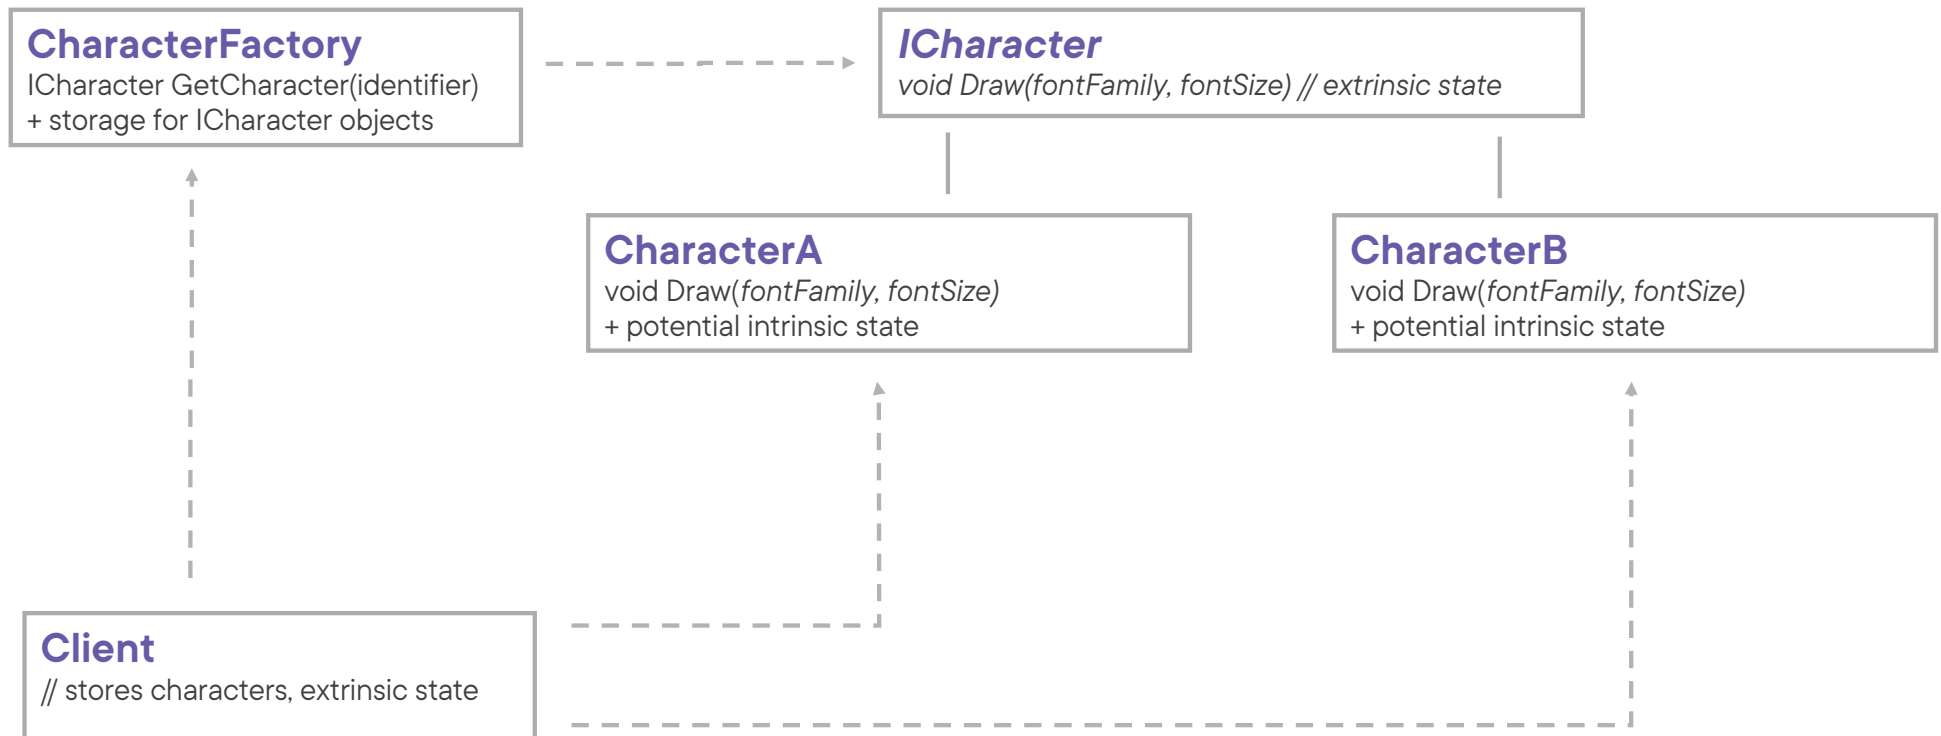 CharacterFactory
ICharacter GetCharacter(identifier)
+ storage for ICharacter objects
ICharacter
void Draw(fontFamily, fontSize) // extrinsic state
CharacterA
void Draw(fontFamily, fontSize)
+ potential intrinsic state
CharacterB
void Draw(fontFamily, fontSize)
+ potential intrinsic state
Client
// stores characters, extrinsic state